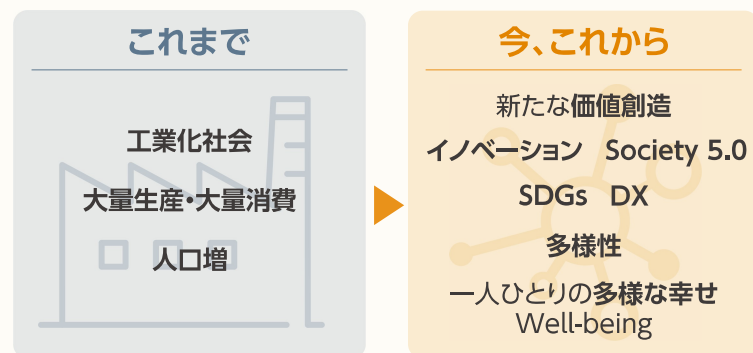 これまで
工業化社会
大量生産・大量消費
人口増
今、これから
新たな価値創造
イノベーション Society 5.0
SDGs DX
多様性
一人ひとりの多様な幸せ
Well-being